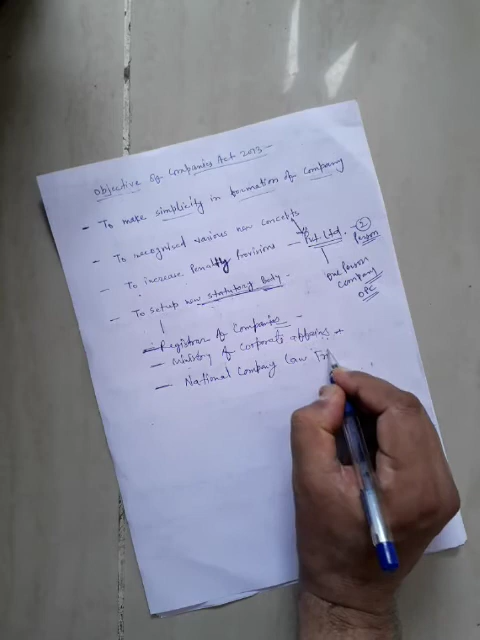 Objective of Companies Act 2013 -
- To make simplicity in formation of Company
- To recognised various new concepts
- Pvt. Ltd. - (2) Person
one person company OPC
- To increase Penalty Provisions
- To setup new statutory Body -
- Registrar of Companies -
- Ministry of Corporate affairs
- National Company Law Tr